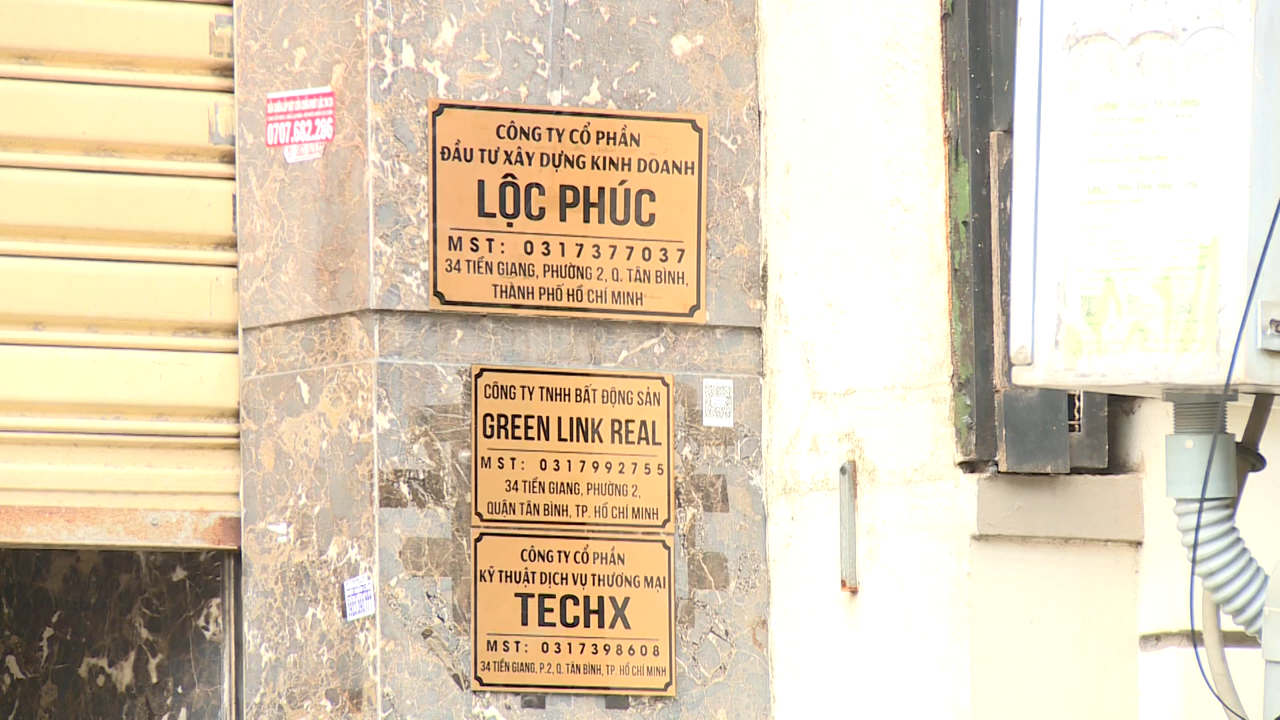 0707.682.286
CÔNG TY CỔ PHẦN
ĐẦU TƯ XÂY DỰNG KINH DOANH
LỘC PHÚC
MST: 0317377037
34 TIỀN GIANG, PHƯỜNG 2, Q. TÂN BÌNH,
THÀNH PHỐ HỒ CHÍ MINH
CÔNG TY TNHH BẤT ĐỘNG SẢN
GREEN LINK REAL
MST: 0317992755
34 TIỀN GIANG, PHƯỜNG 2,
QUẬN TÂN BÌNH, TP. HỒ CHÍ MINH
CÔNG TY CỔ PHẦN
KỸ THUẬT DỊCH VỤ THƯƠNG MẠI
TECHX
MST: 0317398608
34 TIỀN GIANG, P.2, Q. TÂN BÌNH, TP. HỒ CHÍ MINH